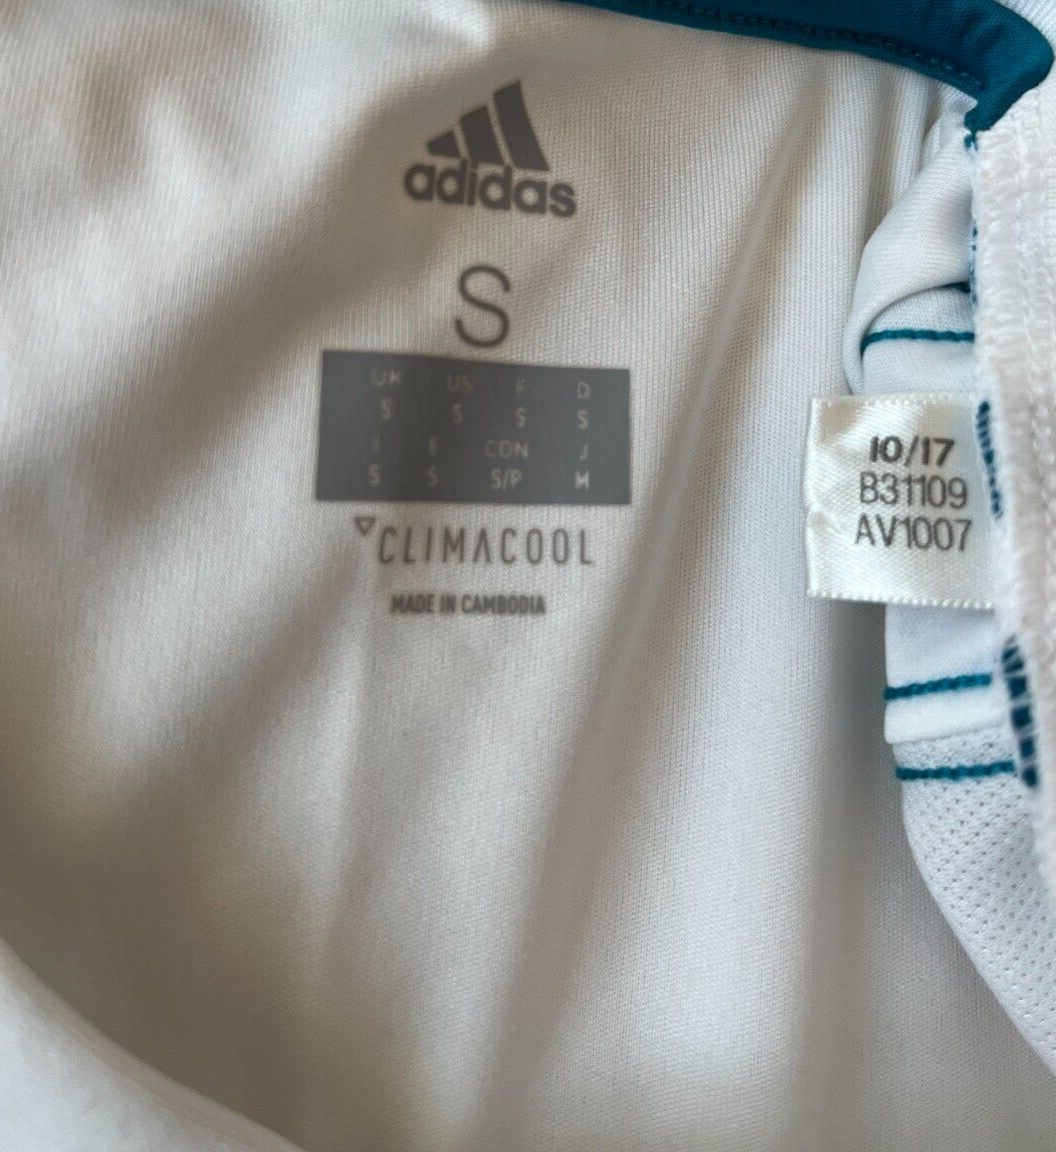 adidas
S
UK US F D
S S S S
I E CDN J
S S S/P M
CLIMACOOL
MADE IN CAMBODIA
10/17
B31109
AV1007